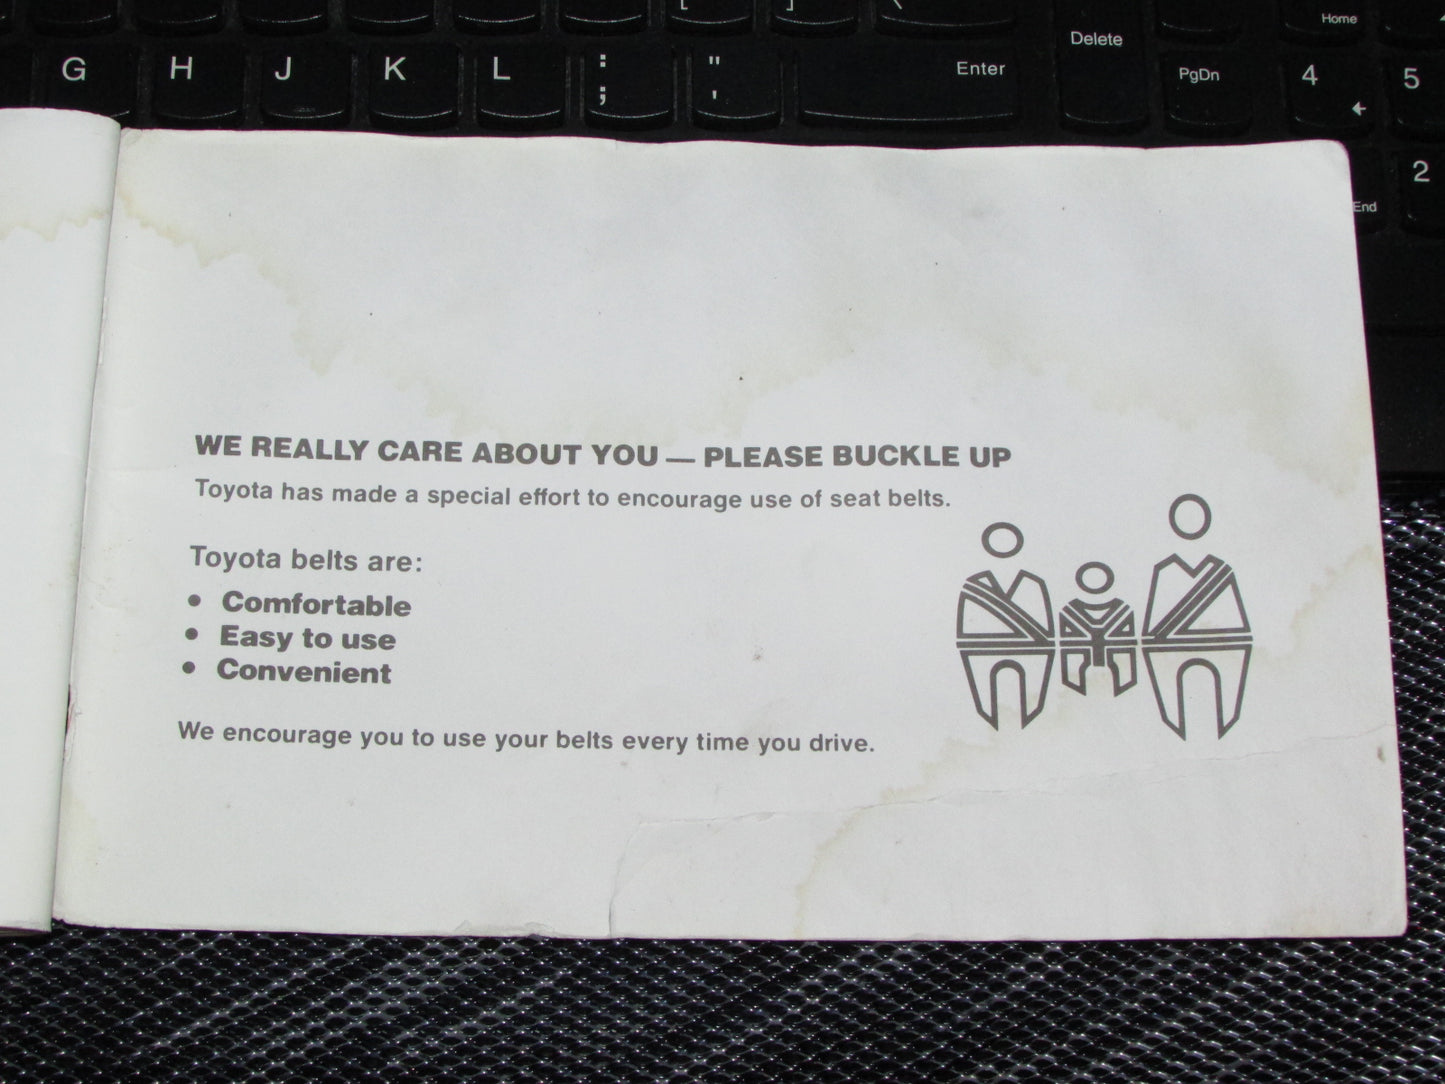 [ ] \
Home
Delete
G H J K L : ; " ' Enter
PgDn 4 5
2
End
WE REALLY CARE ABOUT YOU — PLEASE BUCKLE UP
Toyota has made a special effort to encourage use of seat belts.
Toyota belts are:
• Comfortable
• Easy to use
• Convenient
We encourage you to use your belts every time you drive.